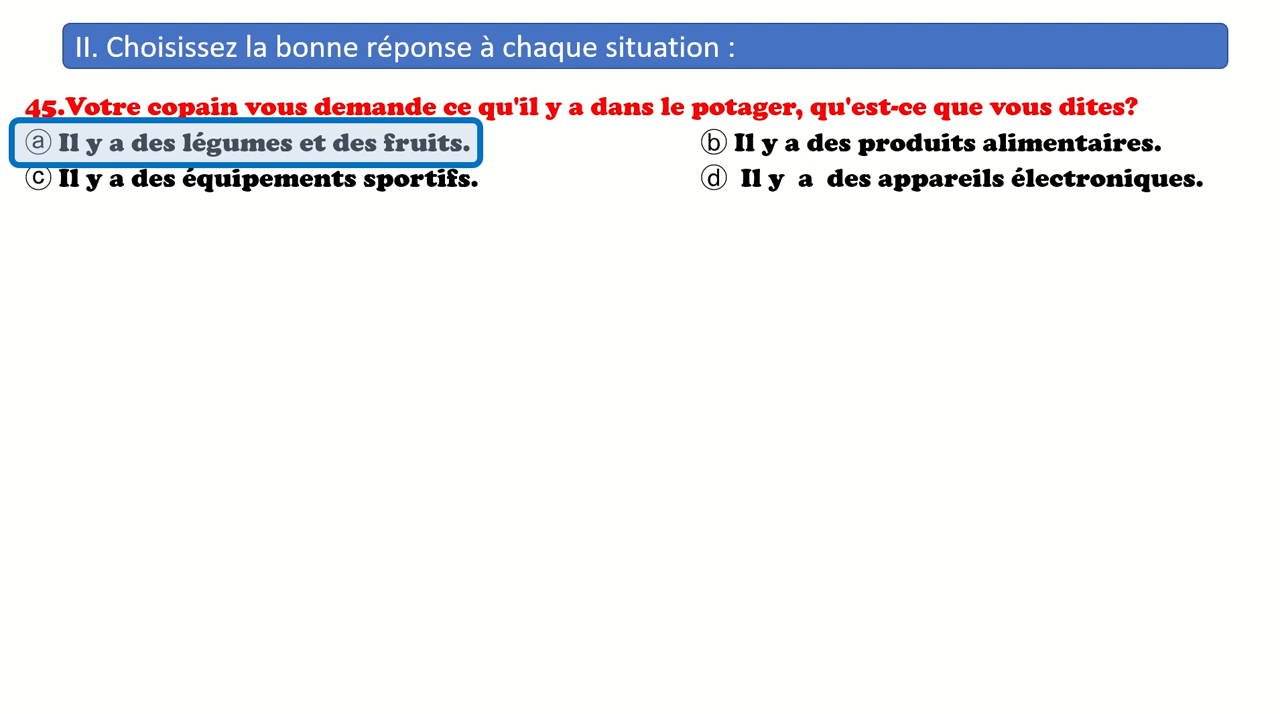 II. Choisissez la bonne réponse à chaque situation :
45.Votre copain vous demande ce qu'il y a dans le potager, qu'est-ce que vous dites?
ⓐ Il y a des légumes et des fruits. ⓑ Il y a des produits alimentaires.
ⓒ Il y a des équipements sportifs. ⓓ Il y a des appareils électroniques.